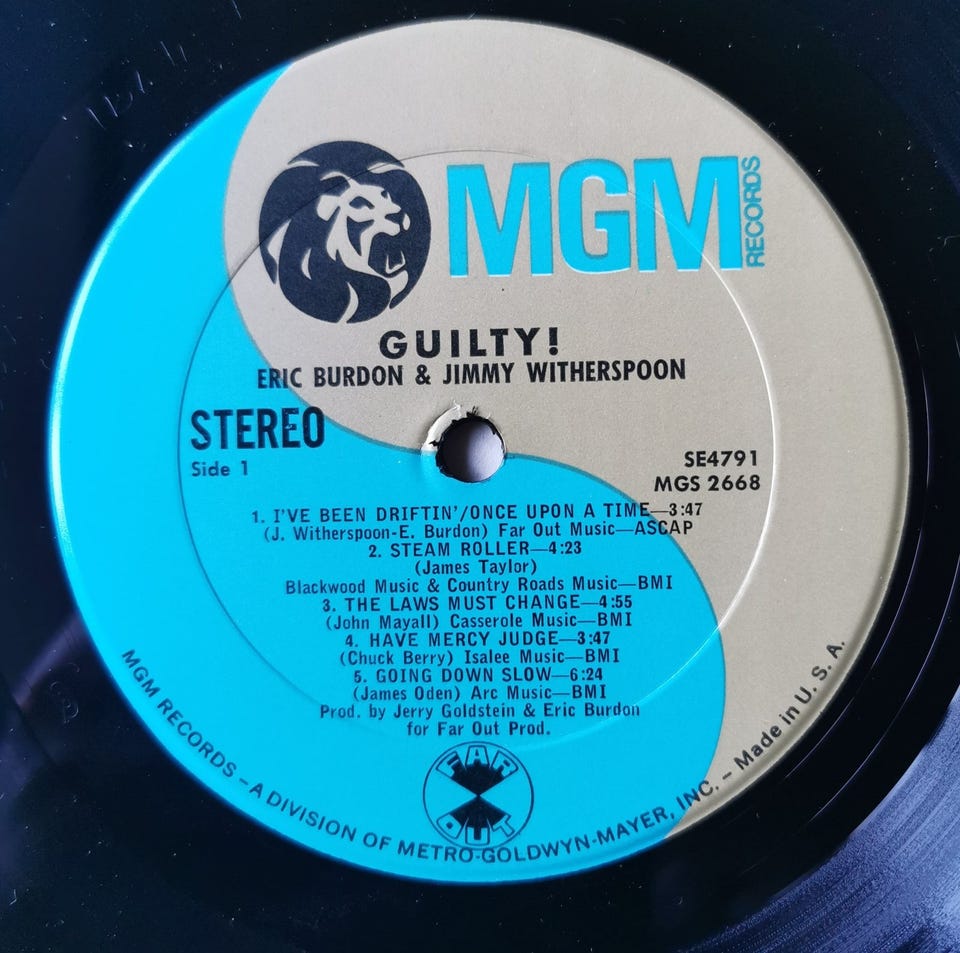 MGM
RECORDS
GUILTY!
ERIC BURDON & JIMMY WITHERSPOON
STEREO
Side 1
SE4791
MGS 2668
1. I'VE BEEN DRIFTIN'/ONCE UPON A TIME—3:47
(J. Witherspoon-E. Burdon) Far Out Music—ASCAP
2. STEAM ROLLER—4:23
(James Taylor)
Blackwood Music & Country Roads Music—BMI
3. THE LAWS MUST CHANGE—4:55
(John Mayall) Casserole Music—BMI
4. HAVE MERCY JUDGE—3:47
(Chuck Berry) Isalee Music—BMI
5. GOING DOWN SLOW—6:24
(James Oden) Arc Music—BMI
Prod. by Jerry Goldstein & Eric Burdon
for Far Out Prod.
FAR
OUT
MGM RECORDS – A DIVISION OF METRO-GOLDWYN-MAYER, INC. – Made in U. S. A.